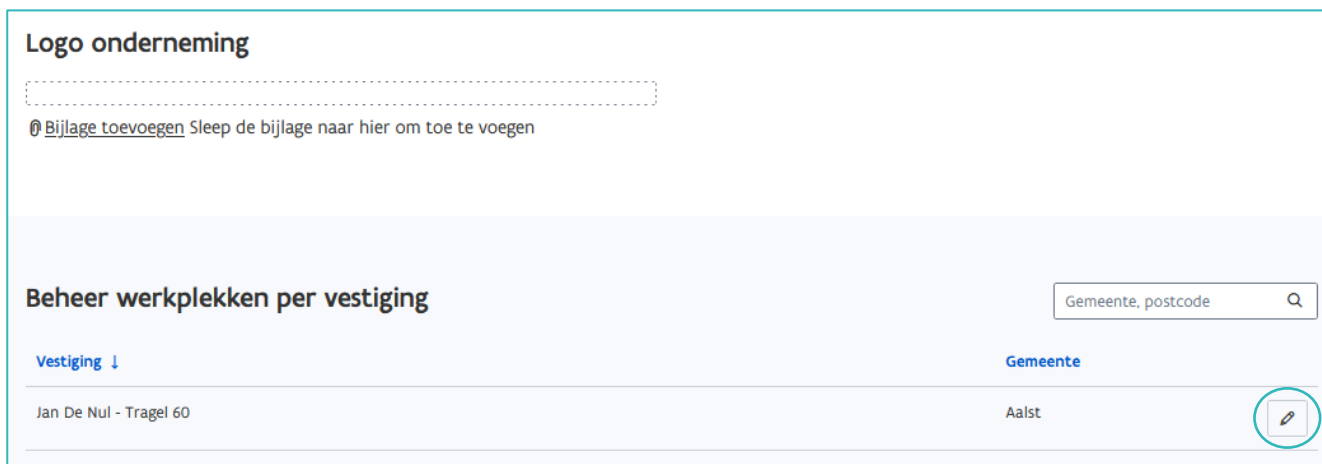 Logo onderneming
Bijlage toevoegen Sleep de bijlage naar hier om toe te voegen
Beheer werkplekken per vestiging
Gemeente, postcode
Vestiging ↓
Gemeente
Jan De Nul - Tragel 60
Aalst